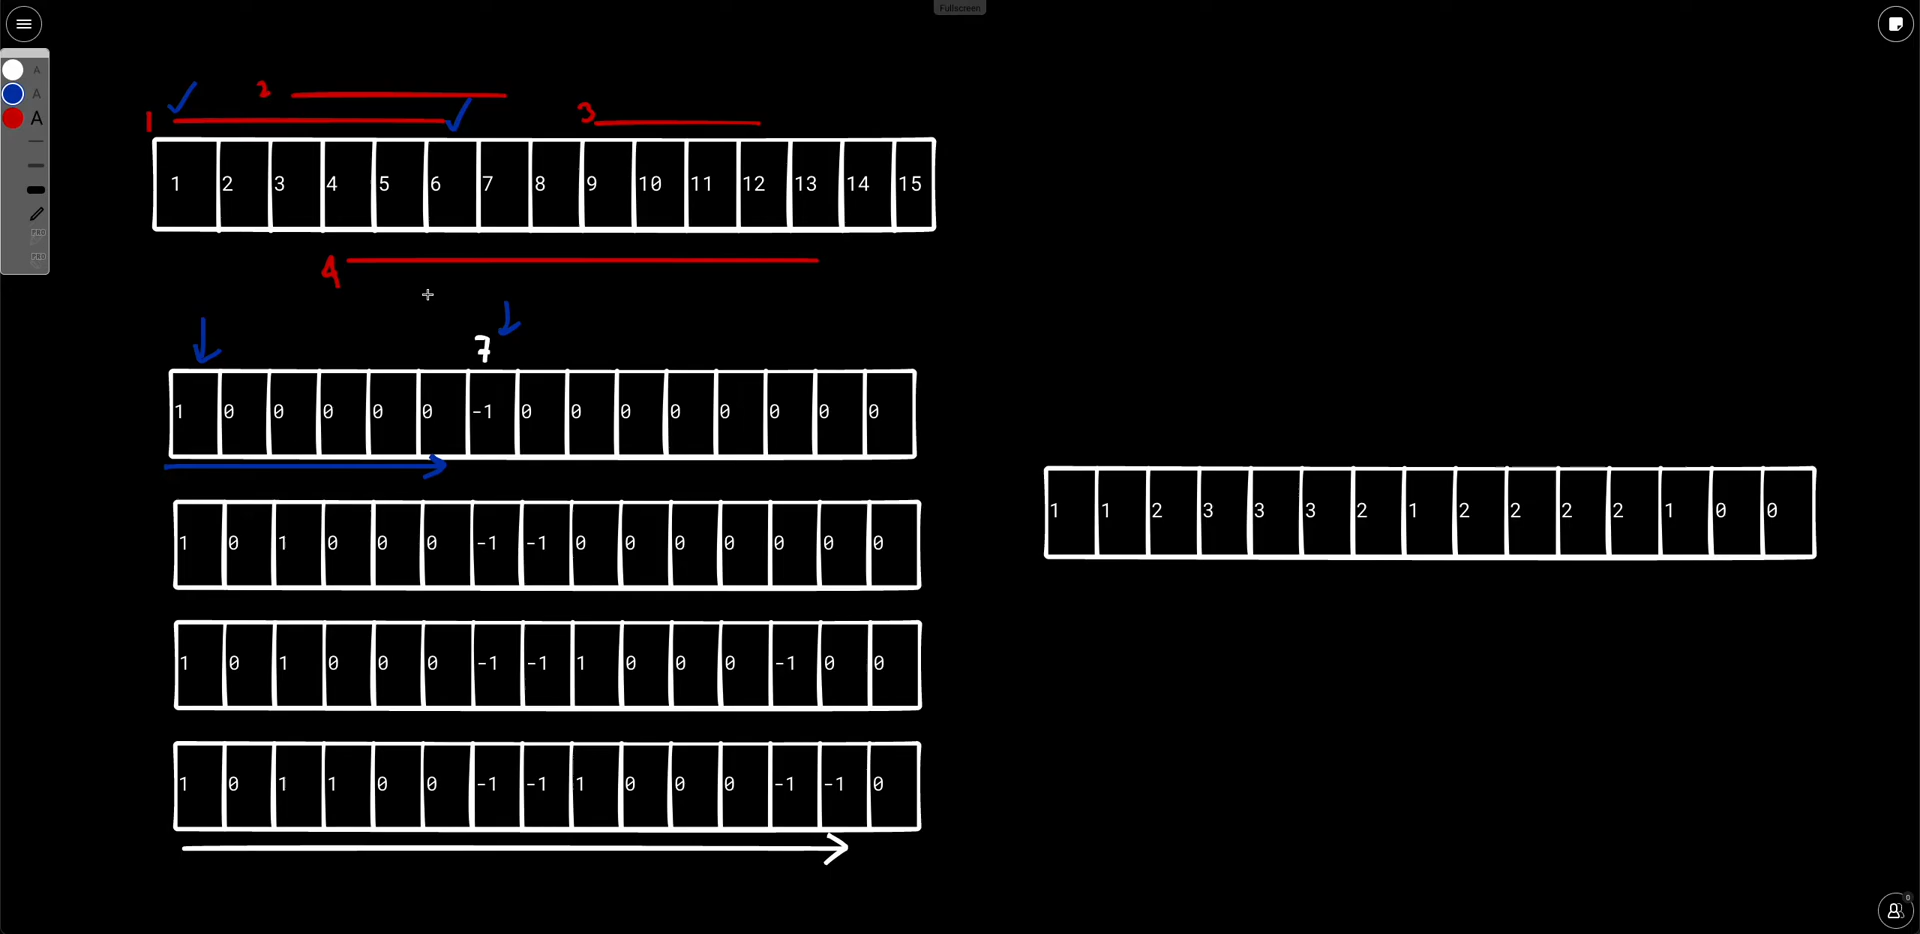 Fullscreen
A
A
A
PRO
PRO
2
1
3
1 2 3 4 5 6 7 8 9 10 11 12 13 14 15
4
7
1 0 0 0 0 0 -1 0 0 0 0 0 0 0 0
1 0 1 0 0 0 -1 -1 0 0 0 0 0 0 0
1 1 2 3 3 3 2 1 2 2 2 2 1 0 0
1 0 1 0 0 0 -1 -1 1 0 0 0 -1 0 0
1 0 1 1 0 0 -1 -1 1 0 0 0 -1 -1 0
0